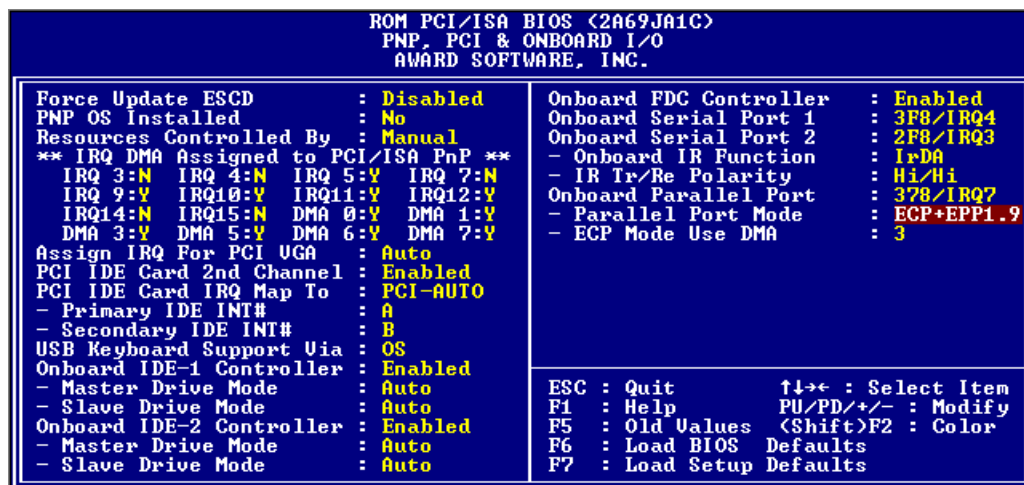 ROM PCI/ISA BIOS (2A69JA1C)
PNP, PCI & ONBOARD I/O
AWARD SOFTWARE, INC.
Force Update ESCD : Disabled
PNP OS Installed : No
Resources Controlled By : Manual
** IRQ DMA Assigned to PCI/ISA PnP **
IRQ 3:N IRQ 4:N IRQ 5:Y IRQ 7:N
IRQ 9:Y IRQ10:Y IRQ11:Y IRQ12:Y
IRQ14:N IRQ15:N DMA 0:Y DMA 1:Y
DMA 3:Y DMA 5:Y DMA 6:Y DMA 7:Y
Assign IRQ For PCI VGA : Auto
PCI IDE Card 2nd Channel : Enabled
PCI IDE Card IRQ Map To : PCI-AUTO
- Primary IDE INT# : A
- Secondary IDE INT# : B
USB Keyboard Support Via : OS
Onboard IDE-1 Controller : Enabled
- Master Drive Mode : Auto
- Slave Drive Mode : Auto
Onboard IDE-2 Controller : Enabled
- Master Drive Mode : Auto
- Slave Drive Mode : Auto
Onboard FDC Controller : Enabled
Onboard Serial Port 1 : 3F8/IRQ4
Onboard Serial Port 2 : 2F8/IRQ3
- Onboard IR Function : IrDA
- IR Tr/Re Polarity : Hi/Hi
Onboard Parallel Port : 378/IRQ7
- Parallel Port Mode : ECP+EPP1.9
- ECP Mode Use DMA : 3
ESC : Quit ↑↓→← : Select Item
F1 : Help PU/PD/+/- : Modify
F5 : Old Values (Shift)F2 : Color
F6 : Load BIOS Defaults
F7 : Load Setup Defaults